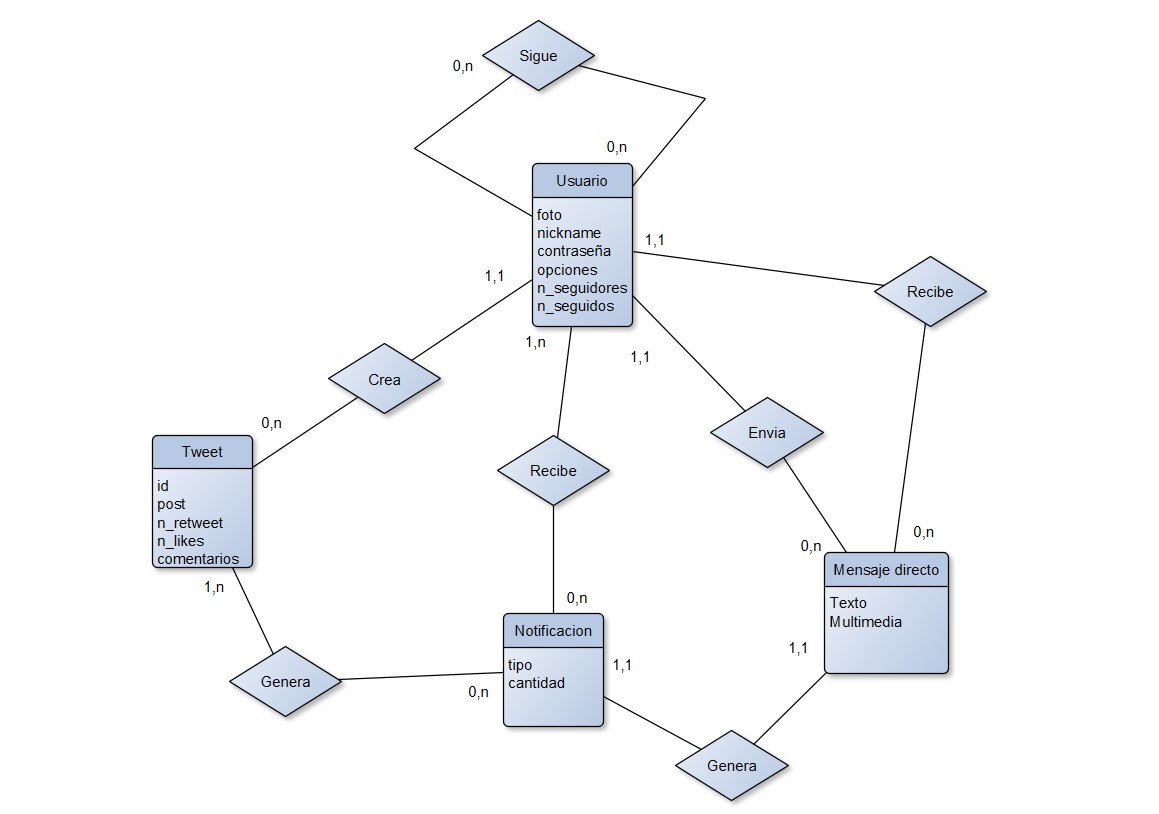 Sigue
0,n
0,n
Usuario
foto
nickname
contraseña
opciones
n_seguidores
n_seguidos
1,1
1,1
Recibe
1,n
1,1
Crea
0,n
Envia
Tweet
id
post
n_retweet
n_likes
comentarios
Recibe
0,n
0,n
Mensaje directo
Texto
Multimedia
1,n
0,n
Notificacion
tipo
cantidad
1,1
1,1
Genera
0,n
Genera